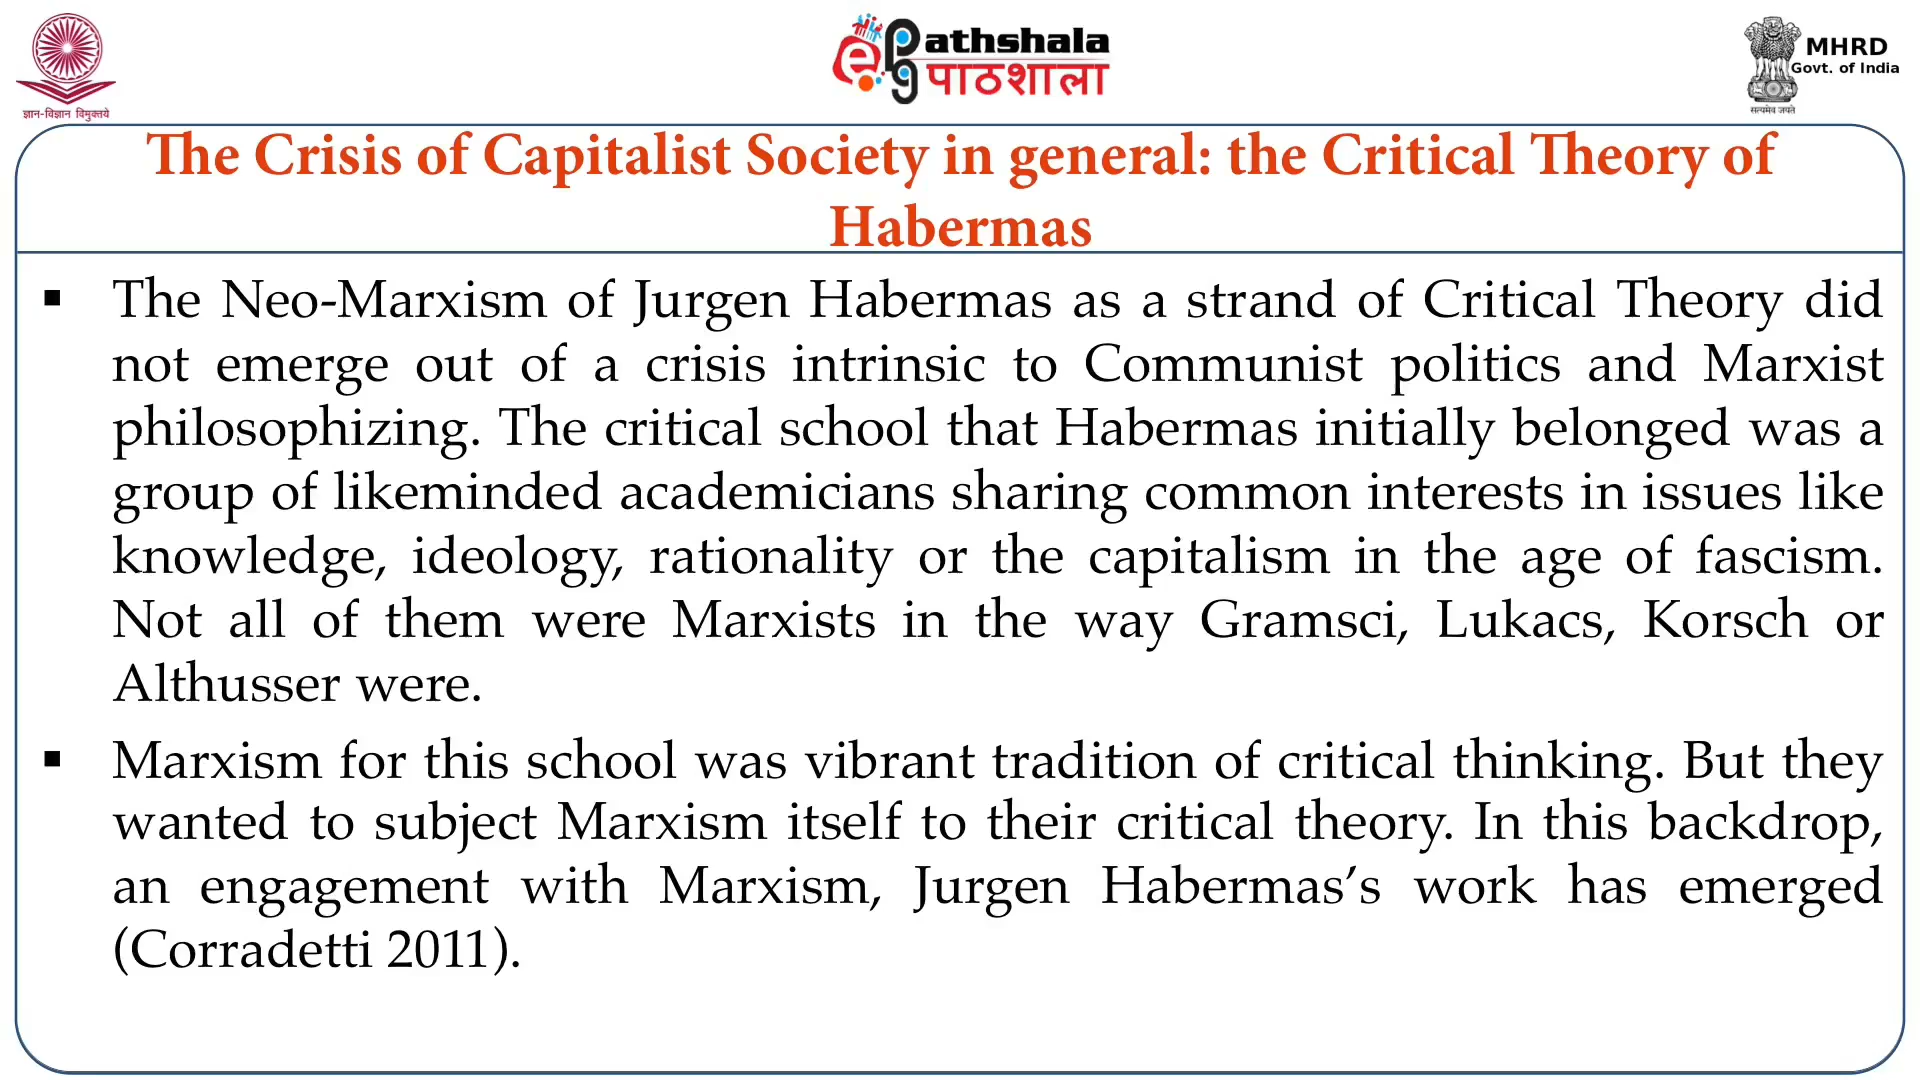 ज्ञान-विज्ञान विमुक्तये
ePG Pathshala
पाठशाला
MHRD
Govt. of India
सत्यमेव जयते
The Crisis of Capitalist Society in general: the Critical Theory of
Habermas
▪ The Neo-Marxism of Jurgen Habermas as a strand of Critical Theory did
not emerge out of a crisis intrinsic to Communist politics and Marxist
philosophizing. The critical school that Habermas initially belonged was a
group of likeminded academicians sharing common interests in issues like
knowledge, ideology, rationality or the capitalism in the age of fascism.
Not all of them were Marxists in the way Gramsci, Lukacs, Korsch or
Althusser were.
▪ Marxism for this school was vibrant tradition of critical thinking. But they
wanted to subject Marxism itself to their critical theory. In this backdrop,
an engagement with Marxism, Jurgen Habermas’s work has emerged
(Corradetti 2011).